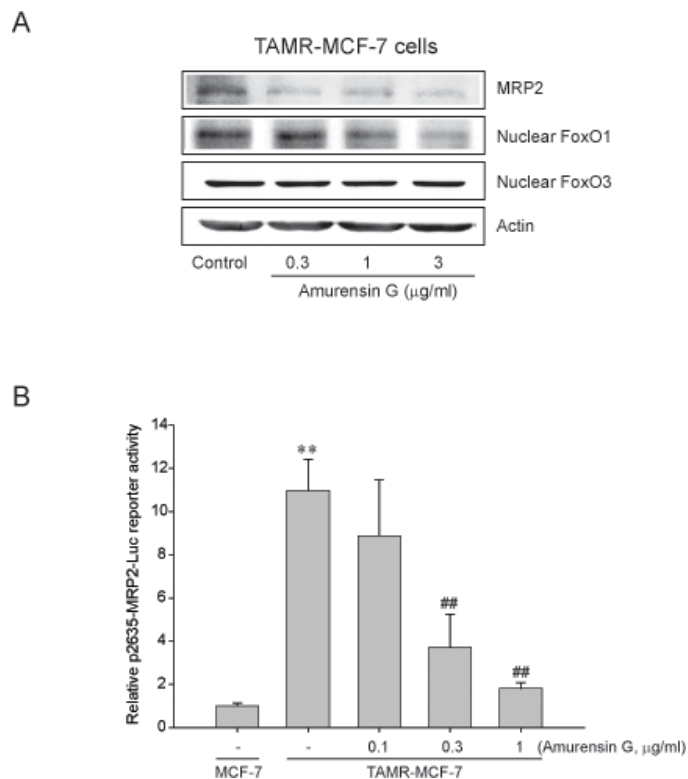 A
TAMR-MCF-7 cells
MRP2
Nuclear FoxO1
Nuclear FoxO3
Actin
Control 0.3 1 3
Amurensin G (μg/ml)
B
Relative p2635-MRP2-Luc reporter activity
14
12
10
8
6
4
2
0
**
##
##
- - 0.1 0.3 1 (Amurensin G, μg/ml)
MCF-7 TAMR-MCF-7